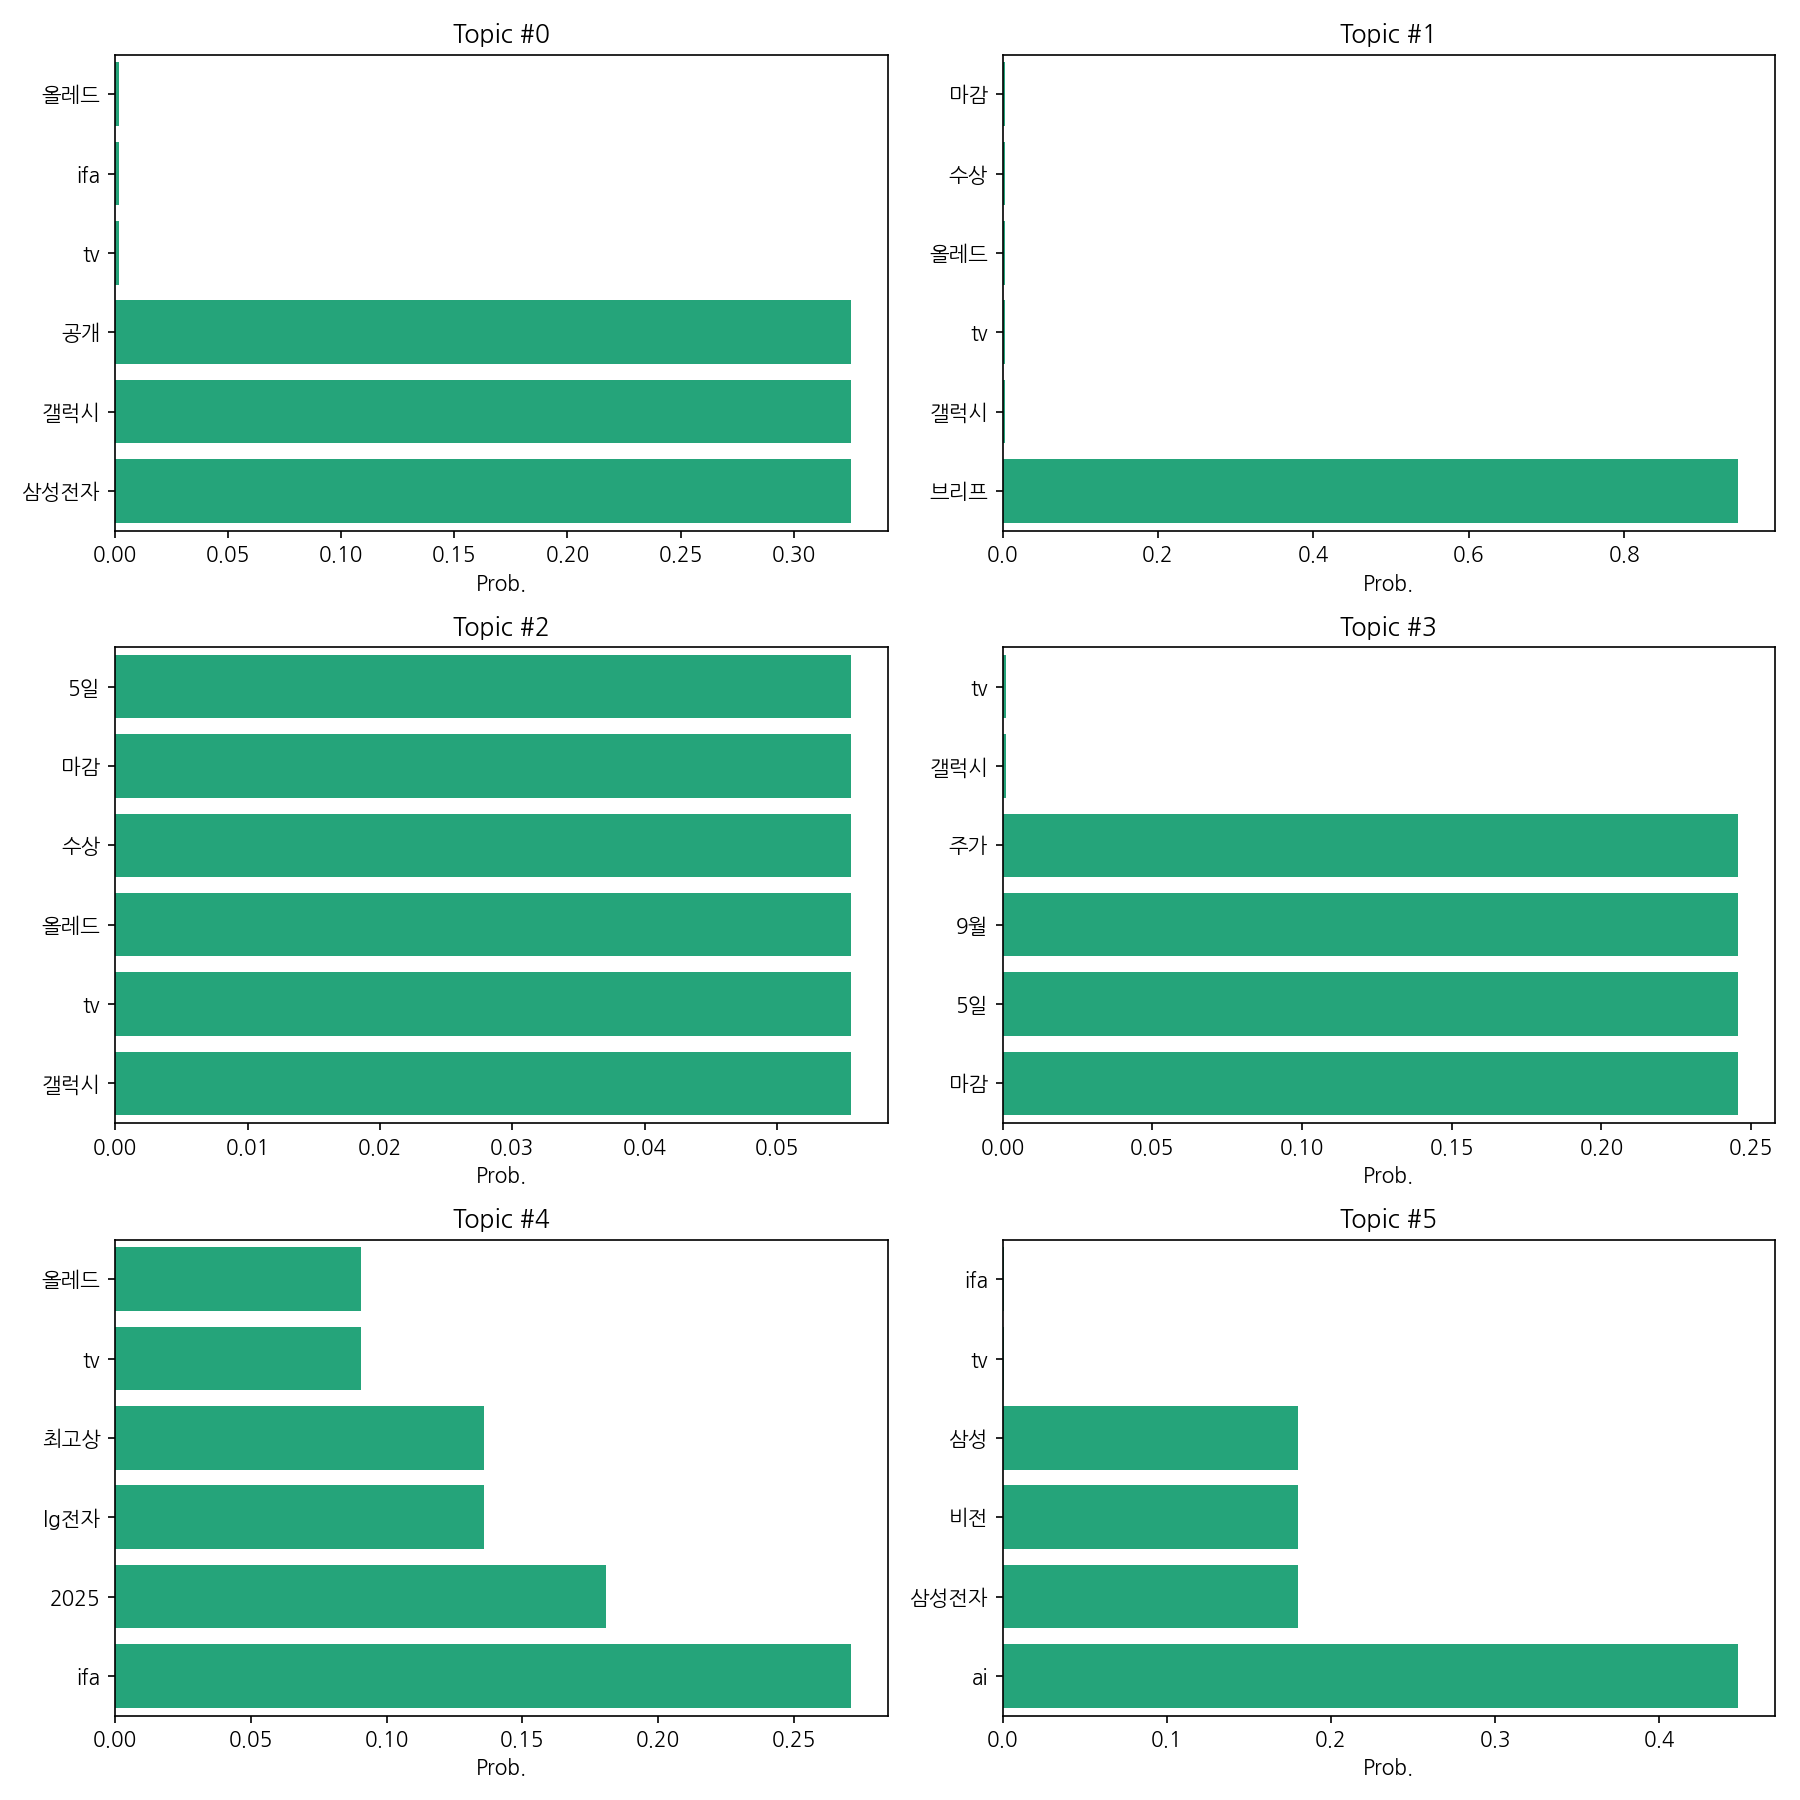 Topic #0
올레드
ifa
tv
공개
갤럭시
삼성전자
0.00 0.05 0.10 0.15 0.20 0.25 0.30
Prob.
Topic #1
마감
수상
올레드
tv
갤럭시
브리프
0.0 0.2 0.4 0.6 0.8
Prob.
Topic #2
5일
마감
수상
올레드
tv
갤럭시
0.00 0.01 0.02 0.03 0.04 0.05
Prob.
Topic #3
tv
갤럭시
주가
9월
5일
마감
0.00 0.05 0.10 0.15 0.20 0.25
Prob.
Topic #4
올레드
tv
최고상
lg전자
2025
ifa
0.00 0.05 0.10 0.15 0.20 0.25
Prob.
Topic #5
ifa
tv
삼성
비전
삼성전자
ai
0.0 0.1 0.2 0.3 0.4
Prob.